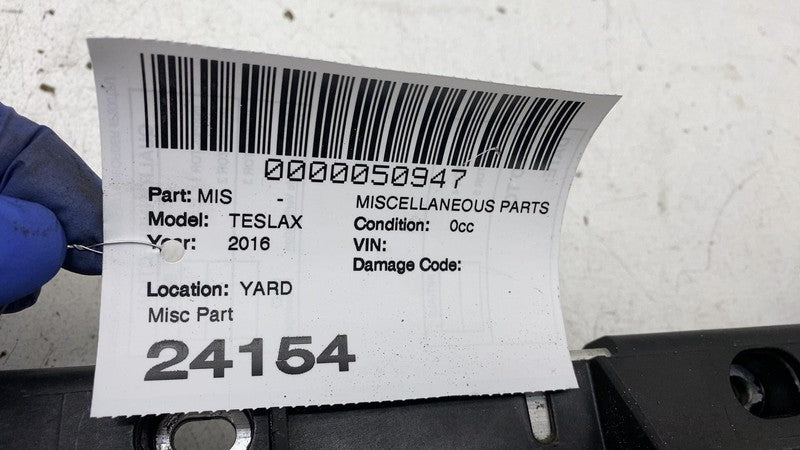 0000050947
Part: MIS - MISCELLANEOUS PARTS
Model: TESLAX Condition: 0cc
Year: 2016 VIN:
Damage Code:
Location: YARD
Misc Part
24154